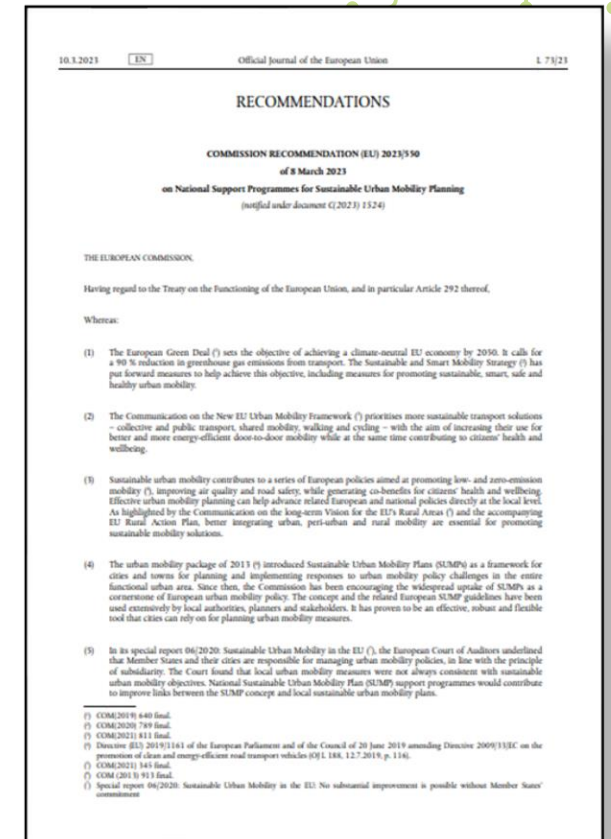 10.3.2023 EN Official Journal of the European Union L 73/23
RECOMMENDATIONS
COMMISSION RECOMMENDATION (EU) 2023/550
of 8 March 2023
on National Support Programmes for Sustainable Urban Mobility Planning
(notified under document C(2023) 1524)
THE EUROPEAN COMMISSION,
Having regard to the Treaty on the Functioning of the European Union, and in particular Article 292 thereof,
Whereas:
(1) The European Green Deal (1) sets the objective of achieving a climate-neutral EU economy by 2050. It calls for
a 90 % reduction in greenhouse gas emissions from transport. The Sustainable and Smart Mobility Strategy (2) has
put forward measures to help achieve this objective, including measures for promoting sustainable, smart, safe and
healthy urban mobility.
(2) The Communication on the New EU Urban Mobility Framework (3) prioritises more sustainable transport solutions
– collective and public transport, shared mobility, walking and cycling – with the aim of increasing their use for
better and more energy-efficient door-to-door mobility while at the same time contributing to citizens' health and
wellbeing.
(3) Sustainable urban mobility contributes to a series of European policies aimed at promoting low- and zero-emission
mobility (4), improving air quality and road safety, while generating co-benefits for citizens' health and wellbeing.
Effective urban mobility planning can help advance related European and national policies directly at the local level.
As highlighted by the Communication on the long-term Vision for the EU's Rural Areas (5) and the accompanying
EU Rural Action Plan, better integrating urban, peri-urban and rural mobility are essential for promoting
sustainable mobility solutions.
(4) The urban mobility package of 2013 (6) introduced Sustainable Urban Mobility Plans (SUMPs) as a framework for
cities and towns for planning and implementing responses to urban mobility policy challenges in the entire
functional urban area. Since then, the Commission has been encouraging the widespread uptake of SUMPs as a
cornerstone of European urban mobility policy. The concept and the related European SUMP guidelines have been
used extensively by local authorities, planners and stakeholders. It has proven to be an effective, robust and flexible
tool that cities can rely on for planning urban mobility measures.
(5) In its special report 06/2020: Sustainable Urban Mobility in the EU (7), the European Court of Auditors underlined
that Member States and their cities are responsible for managing urban mobility policies, in line with the principle
of subsidiarity. The Court found that local urban mobility measures were not always consistent with sustainable
urban mobility objectives. National Sustainable Urban Mobility Plan (SUMP) support programmes would contribute
to improve links between the SUMP concept and local sustainable urban mobility plans.
(1) COM(2019) 640 final.
(2) COM(2020) 789 final.
(3) COM(2021) 811 final.
(4) Directive (EU) 2019/1161 of the European Parliament and of the Council of 20 June 2019 amending Directive 2009/33/EC on the
promotion of clean and energy-efficient road transport vehicles (OJ L 188, 12.7.2019, p. 116).
(5) COM(2021) 345 final.
(6) COM (2013) 913 final.
(7) Special report 06/2020: Sustainable Urban Mobility in the EU: No substantial improvement is possible without Member States'
commitment